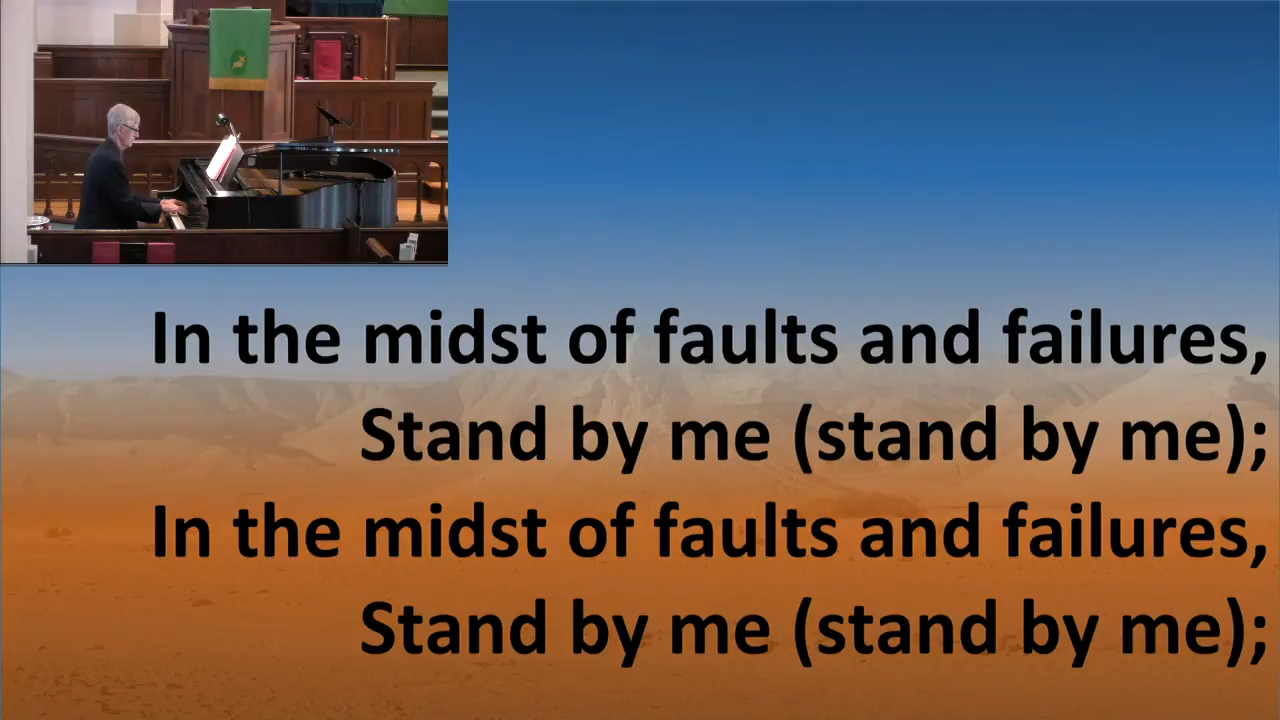 In the midst of faults and failures,
Stand by me (stand by me);
In the midst of faults and failures,
Stand by me (stand by me);